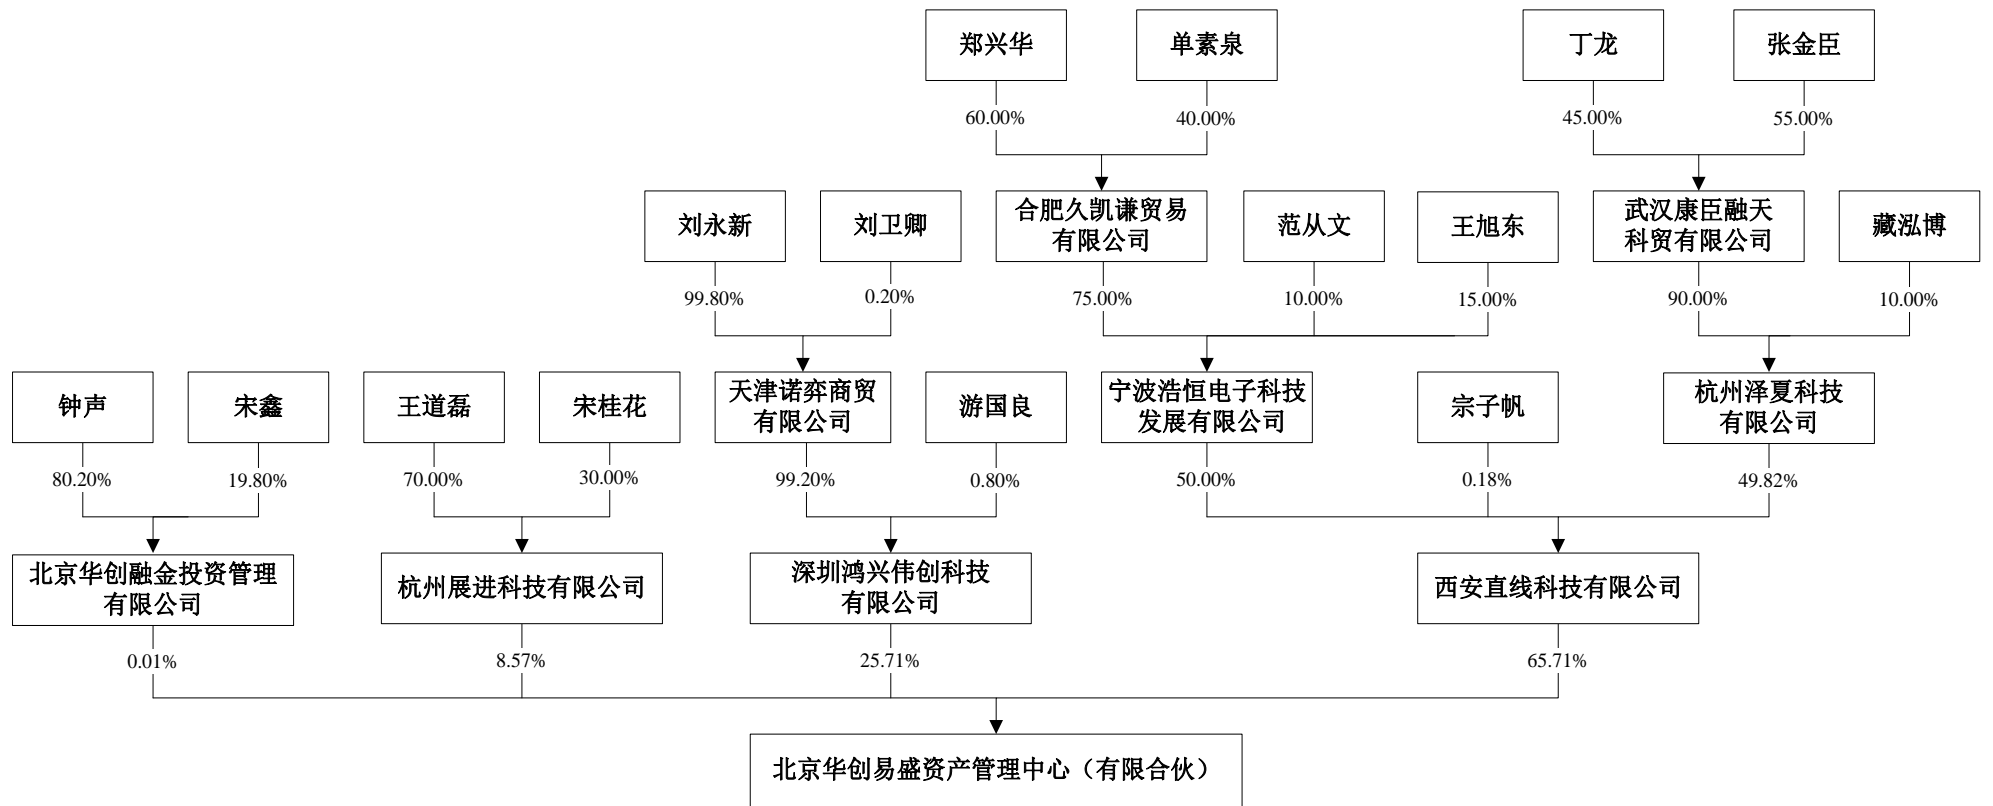 郑兴华
单素泉
丁龙
张金臣
60.00%
40.00%
45.00%
55.00%
刘永新
刘卫卿
合肥久凯谦贸易
有限公司
范从文
王旭东
武汉康臣融天
科贸有限公司
藏泓博
99.80%
0.20%
75.00%
10.00%
15.00%
90.00%
10.00%
钟声
宋鑫
王道磊
宋桂花
天津诺弈商贸
有限公司
游国良
宁波浩恒电子科技
发展有限公司
宗子帆
杭州泽夏科技
有限公司
80.20%
19.80%
70.00%
30.00%
99.20%
0.80%
50.00%
0.18%
49.82%
北京华创融金投资管理
有限公司
杭州展进科技有限公司
深圳鸿兴伟创科技
有限公司
西安直线科技有限公司
0.01%
8.57%
25.71%
65.71%
北京华创易盛资产管理中心（有限合伙）